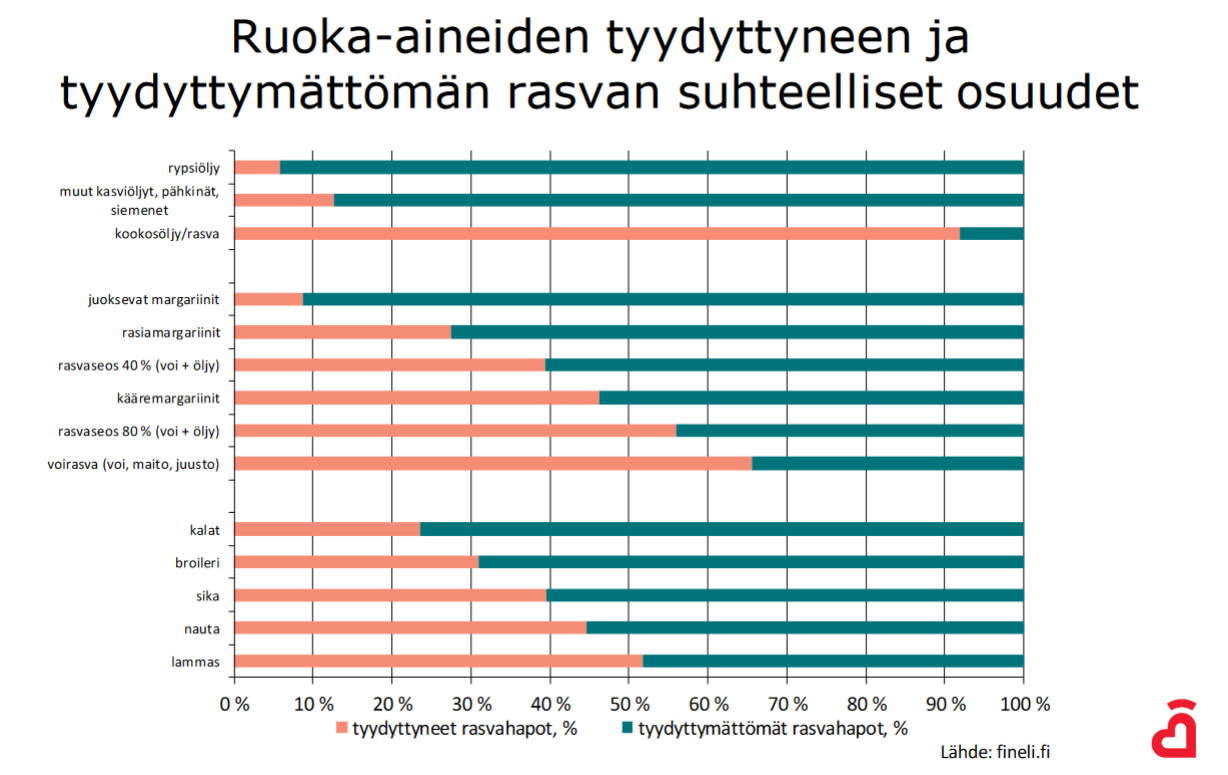 Ruoka-aineiden tyydyttyneen ja
tyydyttymättömän rasvan suhteelliset osuudet
rypsiöljy
muut kasviöljyt, pähkinät,
siemenet
kookosöljy/rasva
juoksevat margariinit
rasiamargariinit
rasvaseos 40 % (voi + öljy)
kääremargariinit
rasvaseos 80 % (voi + öljy)
voirasva (voi, maito, juusto)
kalat
broileri
sika
nauta
lammas
0 % 10 % 20 % 30 % 40 % 50 % 60 % 70 % 80 % 90 % 100 %
tyydyttyneet rasvahapot, % tyydyttymättömät rasvahapot, %
Lähde: fineli.fi